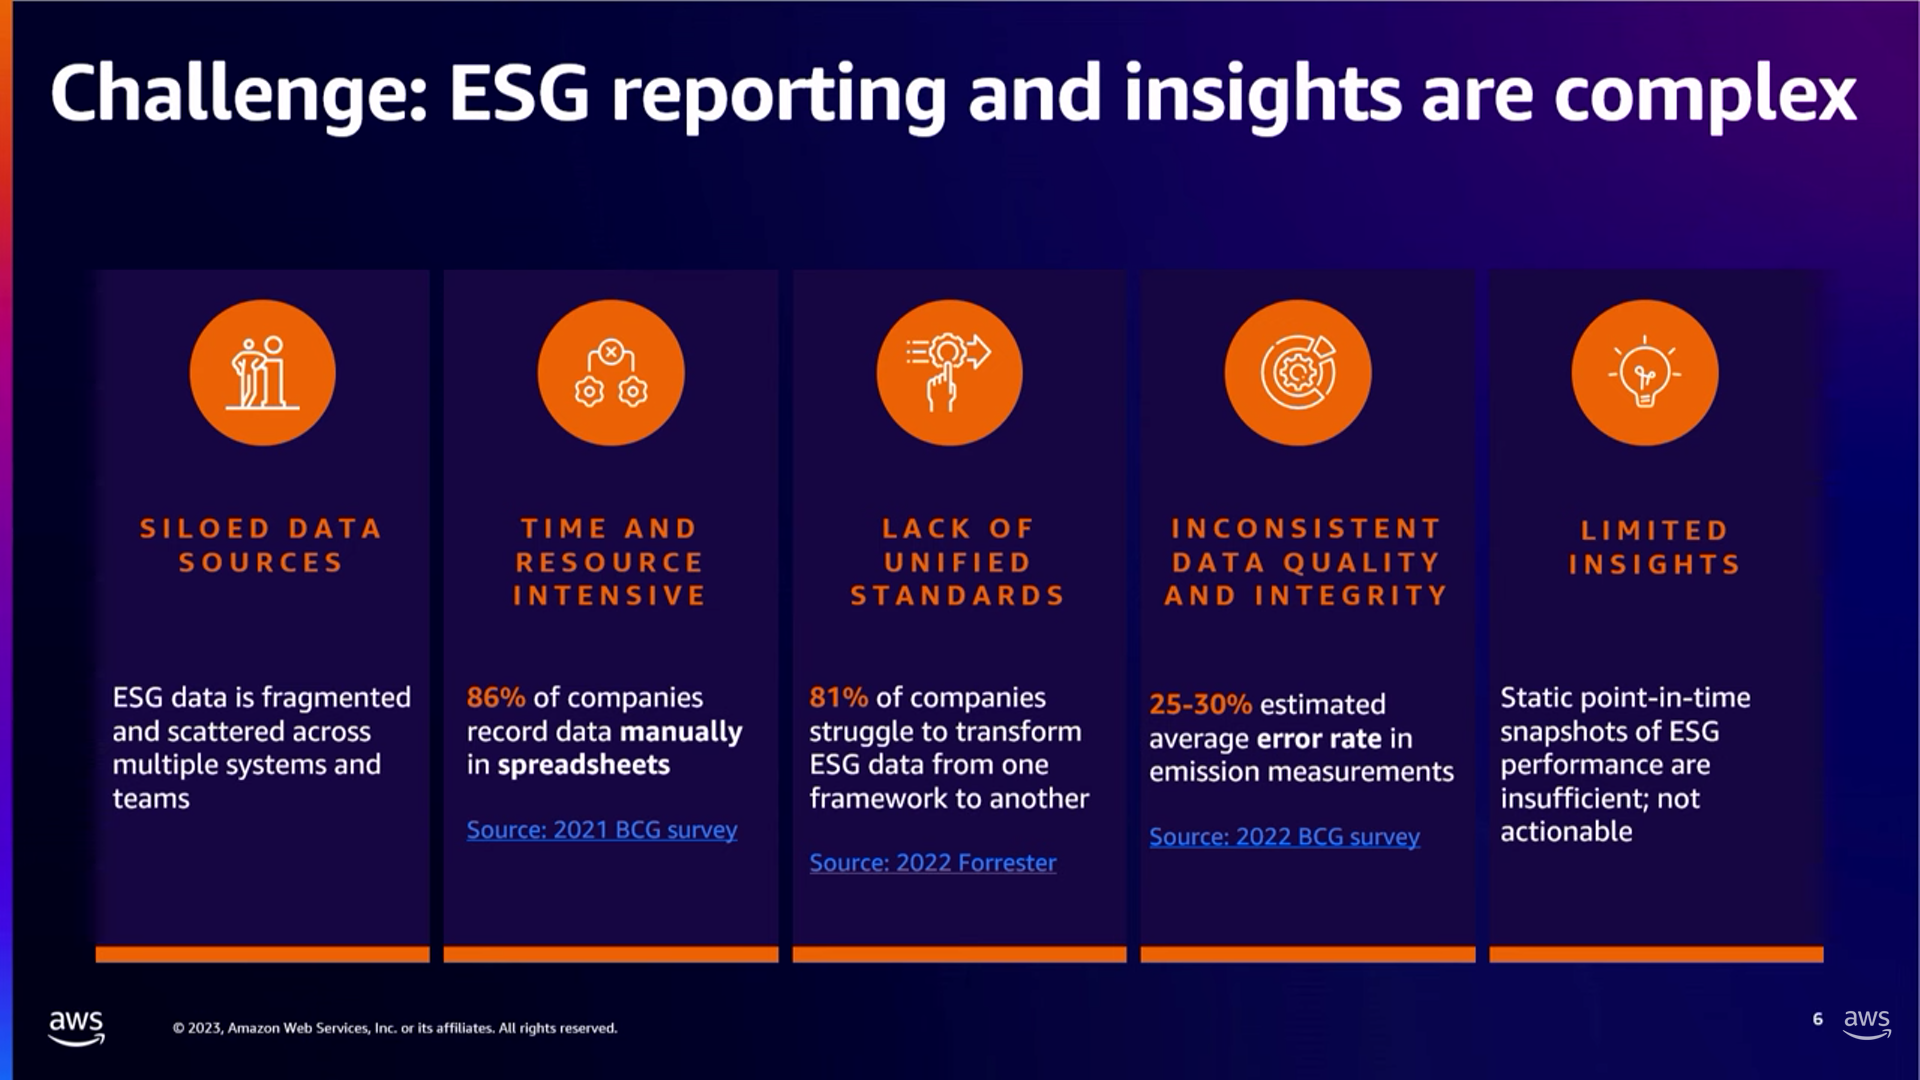 Challenge: ESG reporting and insights are complex
SILOED DATA
SOURCES
ESG data is fragmented
and scattered across
multiple systems and
teams
TIME AND
RESOURCE
INTENSIVE
86% of companies
record data manually
in spreadsheets
Source: 2021 BCG survey
LACK OF
UNIFIED
STANDARDS
81% of companies
struggle to transform
ESG data from one
framework to another
Source: 2022 Forrester
INCONSISTENT
DATA QUALITY
AND INTEGRITY
25-30% estimated
average error rate in
emission measurements
Source: 2022 BCG survey
LIMITED
INSIGHTS
Static point-in-time
snapshots of ESG
performance are
insufficient; not
actionable
aws
© 2023, Amazon Web Services, Inc. or its affiliates. All rights reserved.
6
aws